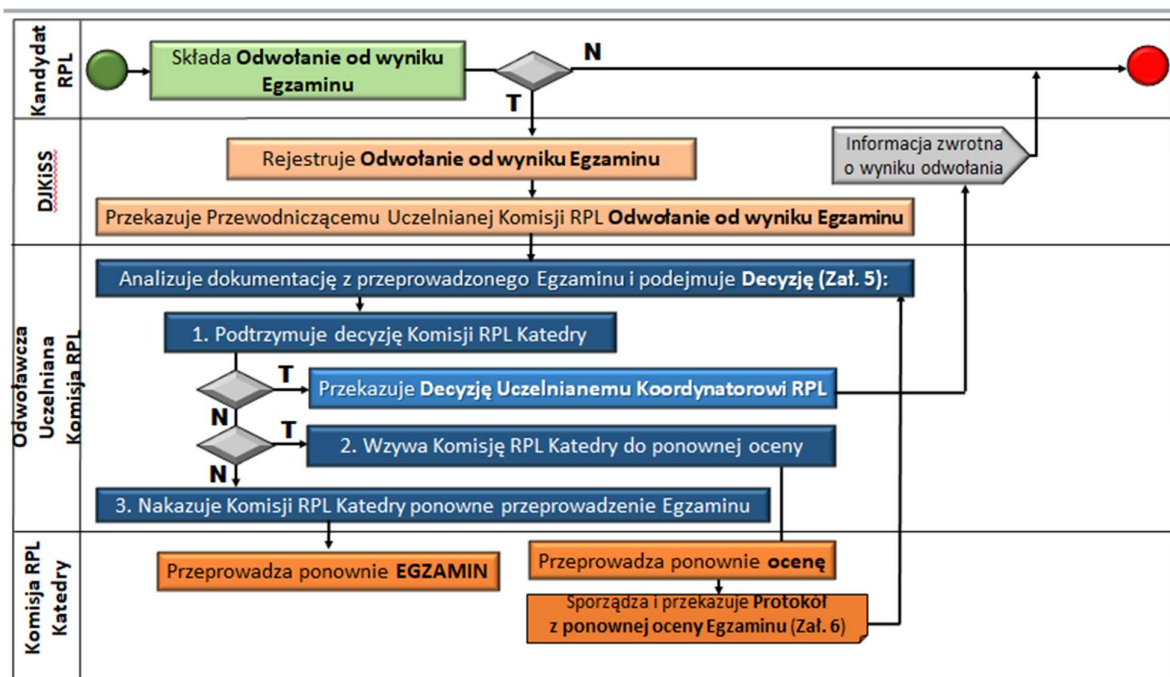 Kandydat
RPL
Składa Odwołanie od wyniku
Egzaminu
N
T
DJKiSS
Rejestruje Odwołanie od wyniku Egzaminu
Informacja zwrotna
o wyniku odwołania
Przekazuje Przewodniczącemu Uczelnianej Komisji RPL Odwołanie od wyniku Egzaminu
Odwoławcza
Uczelniana
Komisja RPL
Analizuje dokumentację z przeprowadzonego Egzaminu i podejmuje Decyzję (Zał. 5):
1. Podtrzymuje decyzję Komisji RPL Katedry
T
Przekazuje Decyzję Uczelnianemu Koordynatorowi RPL
N
T
2. Wzywa Komisję RPL Katedry do ponownej oceny
N
3. Nakazuje Komisji RPL Katedry ponowne przeprowadzenie Egzaminu
Komisja RPL
Katedry
Przeprowadza ponownie EGZAMIN
Przeprowadza ponownie ocenę
Sporządza i przekazuje Protokół
z ponownej oceny Egzaminu (Zał. 6)